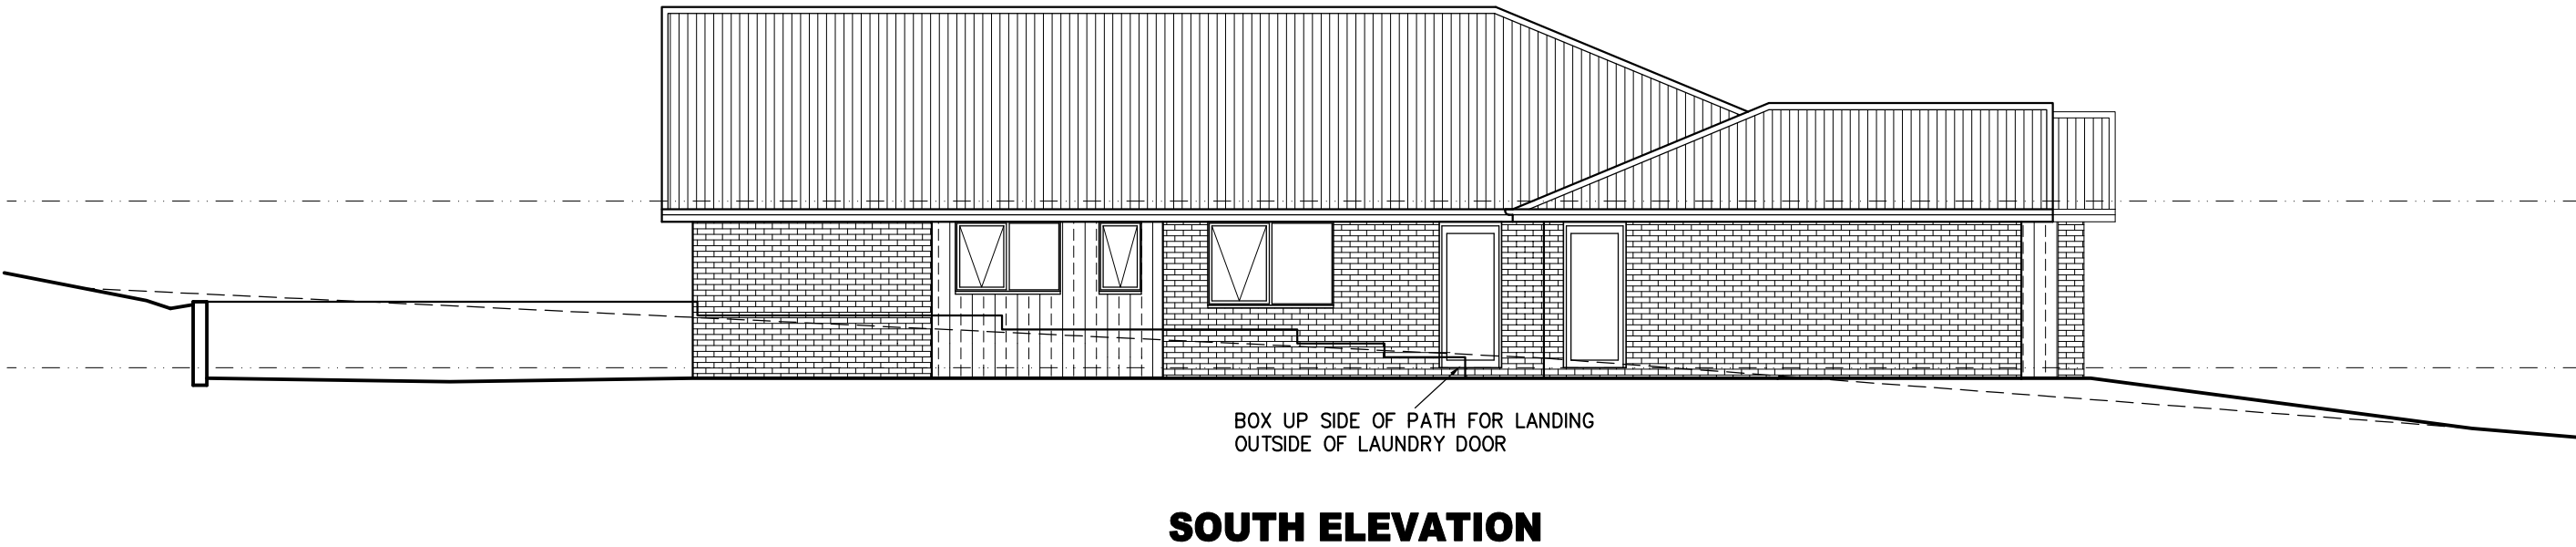 BOX UP SIDE OF PATH FOR LANDING
OUTSIDE OF LAUNDRY DOOR
SOUTH ELEVATION